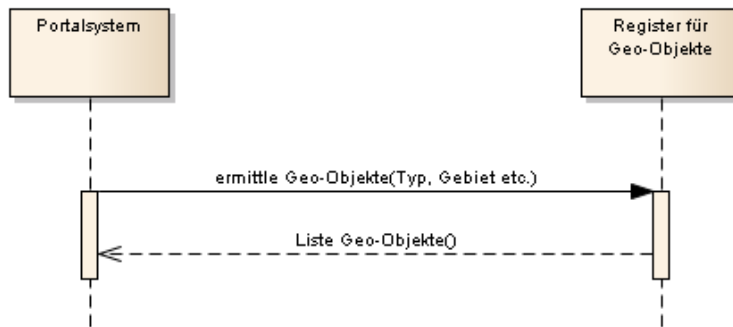 Portalsystem
Register für
Geo-Objekte
ermittle Geo-Objekte(Typ, Gebiet etc.)
Liste Geo-Objekte()